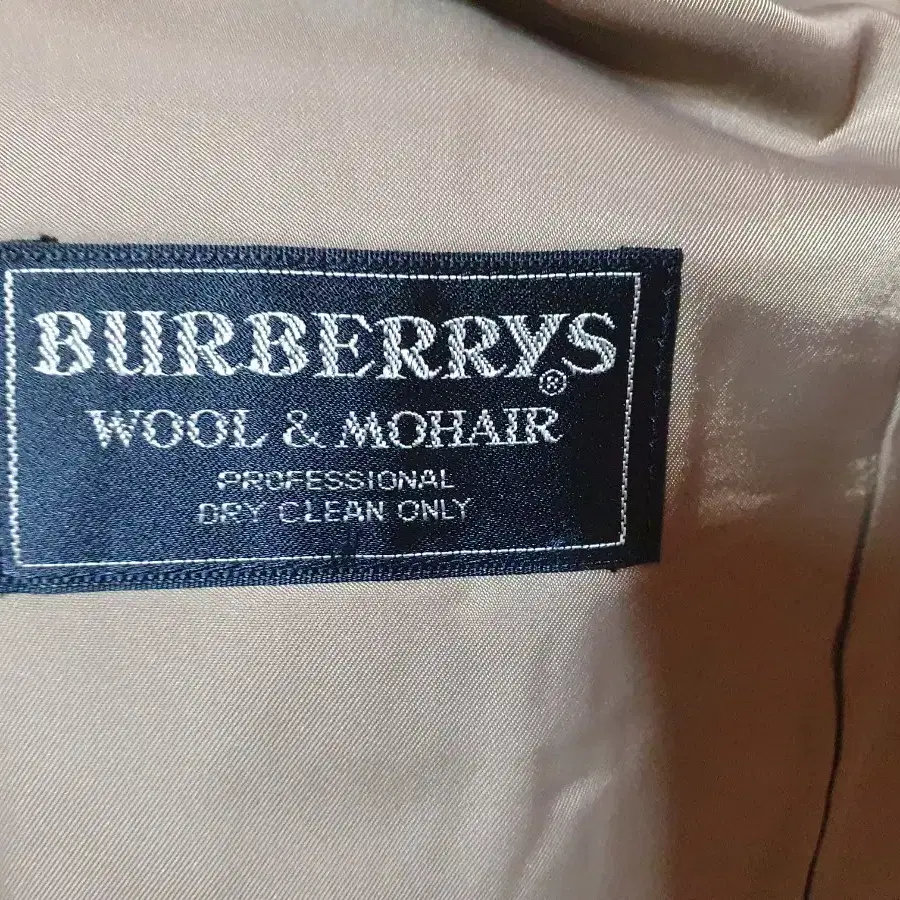 BURBERRYS®
WOOL & MOHAIR
PROFESSIONAL
DRY CLEAN ONLY